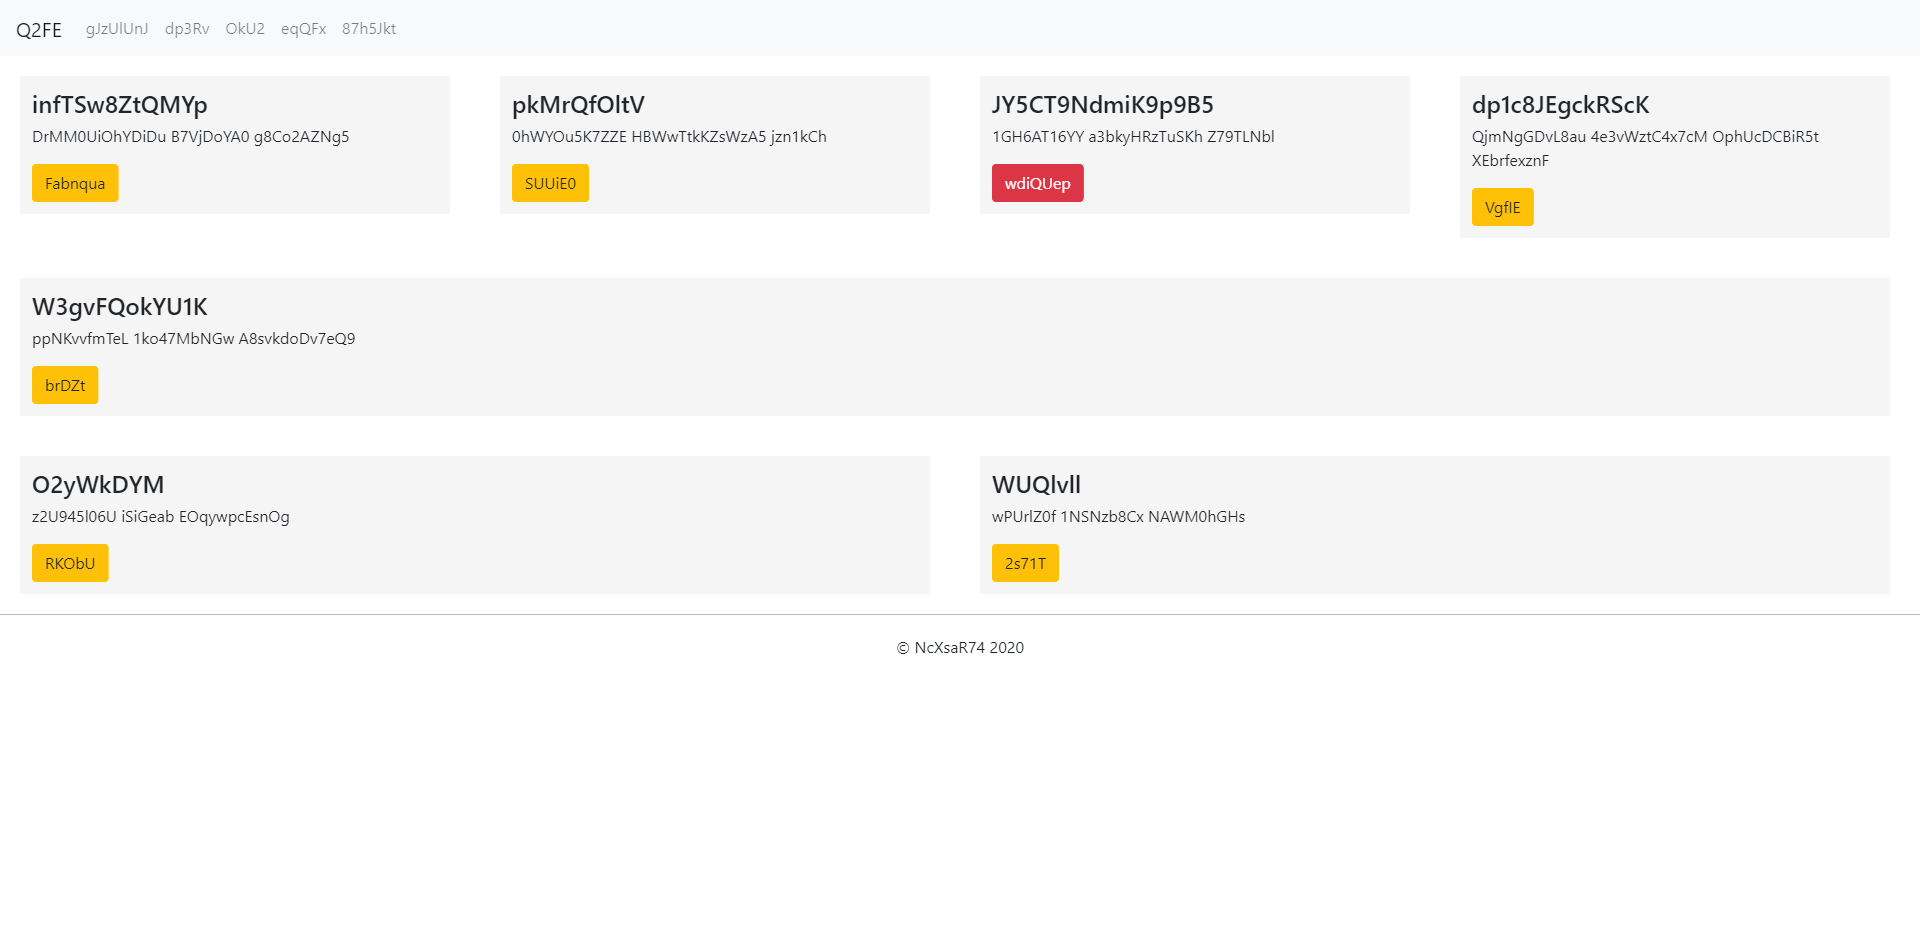 Q2FE gJzUlUnJ dp3Rv OkU2 eqQFx 87h5Jkt
infTSw8ZtQMYp
DrMM0UiOhYDiDu B7VjDoYA0 g8Co2AZNg5
Fabnqua
pkMrQfOltV
0hWYOu5K7ZZE HBWwTtkKZsWzA5 jzn1kCh
SUUiE0
JY5CT9NdmiK9p9B5
1GH6AT16YY a3bkyHRzTuSKh Z79TLNbl
wdiQUep
dp1c8JEgckRScK
QjmNgGDvL8au 4e3vWztC4x7cM OphUcDCBiR5t
XEbrfexznF
VgfIE
W3gvFQokYU1K
ppNKvvfmTeL 1ko47MbNGw A8svkdoDv7eQ9
brDZt
O2yWkDYM
z2U945l06U iSiGeab EOqywpcEsnOg
RKObU
WUQlvll
wPUrlZ0f 1NSNzb8Cx NAWM0hGHs
2s71T
© NcXsaR74 2020